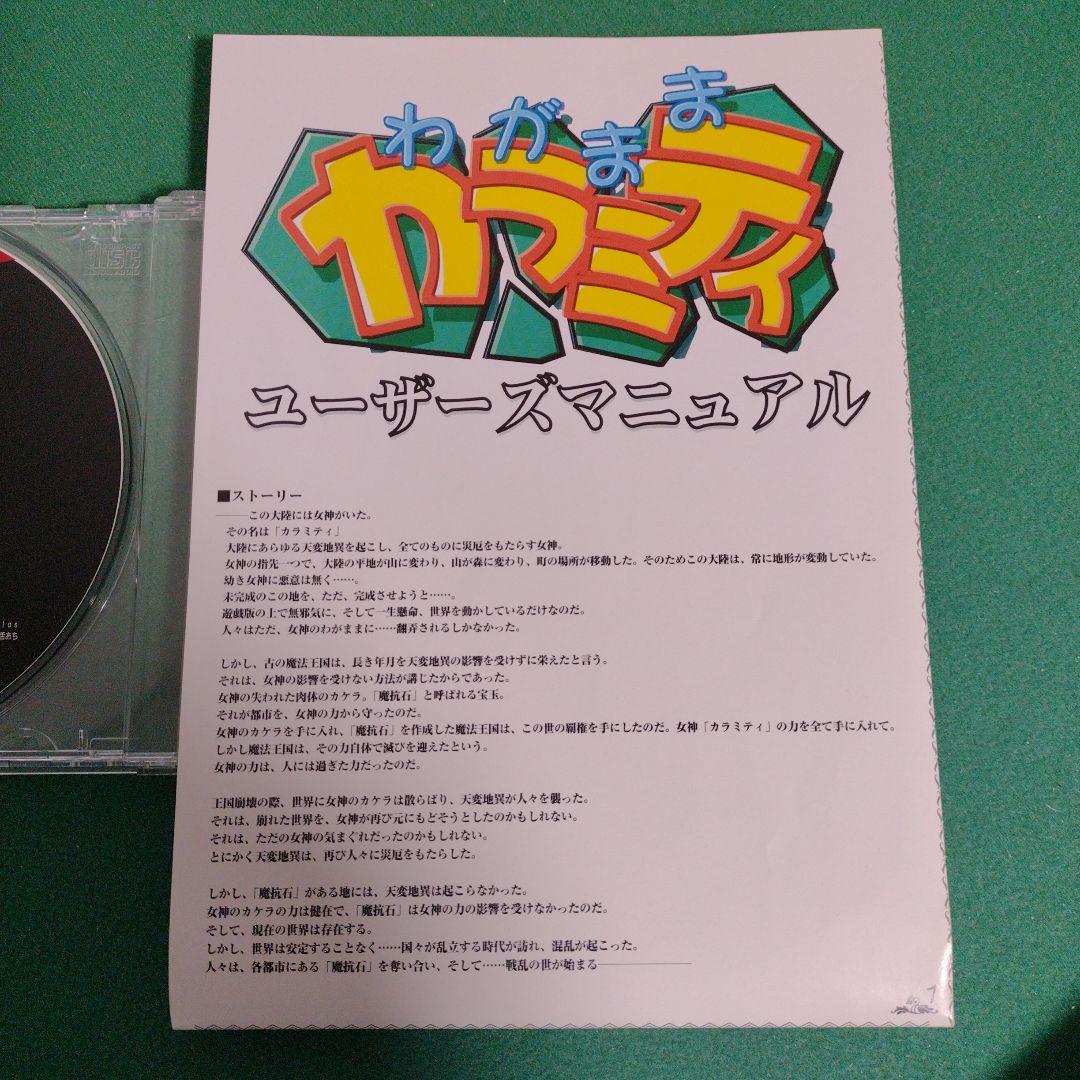 わがまま
カラミティ
ユーザーズマニュアル
■ストーリー
───この大陸には女神がいた。
その名は「カラミティ」
大陸にあらゆる天変地異を起こし、全てのものに災厄をもたらす女神。
女神の指先一つで、大陸の平地が山に変わり、山が森に変わり、町の場所が移動した。そのためこの大陸は、常に地形が変動していた。
幼き女神に悪意は無く……。
未完成のこの地を、ただ、完成させようと……。
遊戯版の上で無邪気に、そして一生懸命、世界を動かしているだけなのだ。
人々はただ、女神のわがままに……翻弄されるしかなかった。
しかし、古の魔法王国は、長き年月を天変地異の影響を受けずに栄えたと言う。
それは、女神の影響を受けない方法が講じたからであった。
女神の失われた肉体のカケラ。「魔抗石」と呼ばれる宝玉。
それが都市を、女神の力から守ったのだ。
女神のカケラを手に入れ、「魔抗石」を作成した魔法王国は、この世の覇権を手にしたのだ。女神「カラミティ」の力を全て手に入れて。
しかし魔法王国は、その力自体で滅びを迎えたという。
女神の力は、人には過ぎた力だったのだ。
王国崩壊の際、世界に女神のカケラは散らばり、天変地異が人々を襲った。
それは、崩れた世界を、女神が再び元にもどそうとしたのかもしれない。
それは、ただの女神の気まぐれだったのかもしれない。
とにかく天変地異は、再び人々に災厄をもたらした。
しかし、「魔抗石」がある地には、天変地異は起こらなかった。
女神のカケラの力は健在で、「魔抗石」は女神の力の影響を受けなかったのだ。
そして、現在の世界は存在する。
しかし、世界は安定することなく……国々が乱立する時代が訪れ、混乱が起こった。
人々は、各都市にある「魔抗石」を奪い合い、そして……戦乱の世が始まる──────
1
DISC